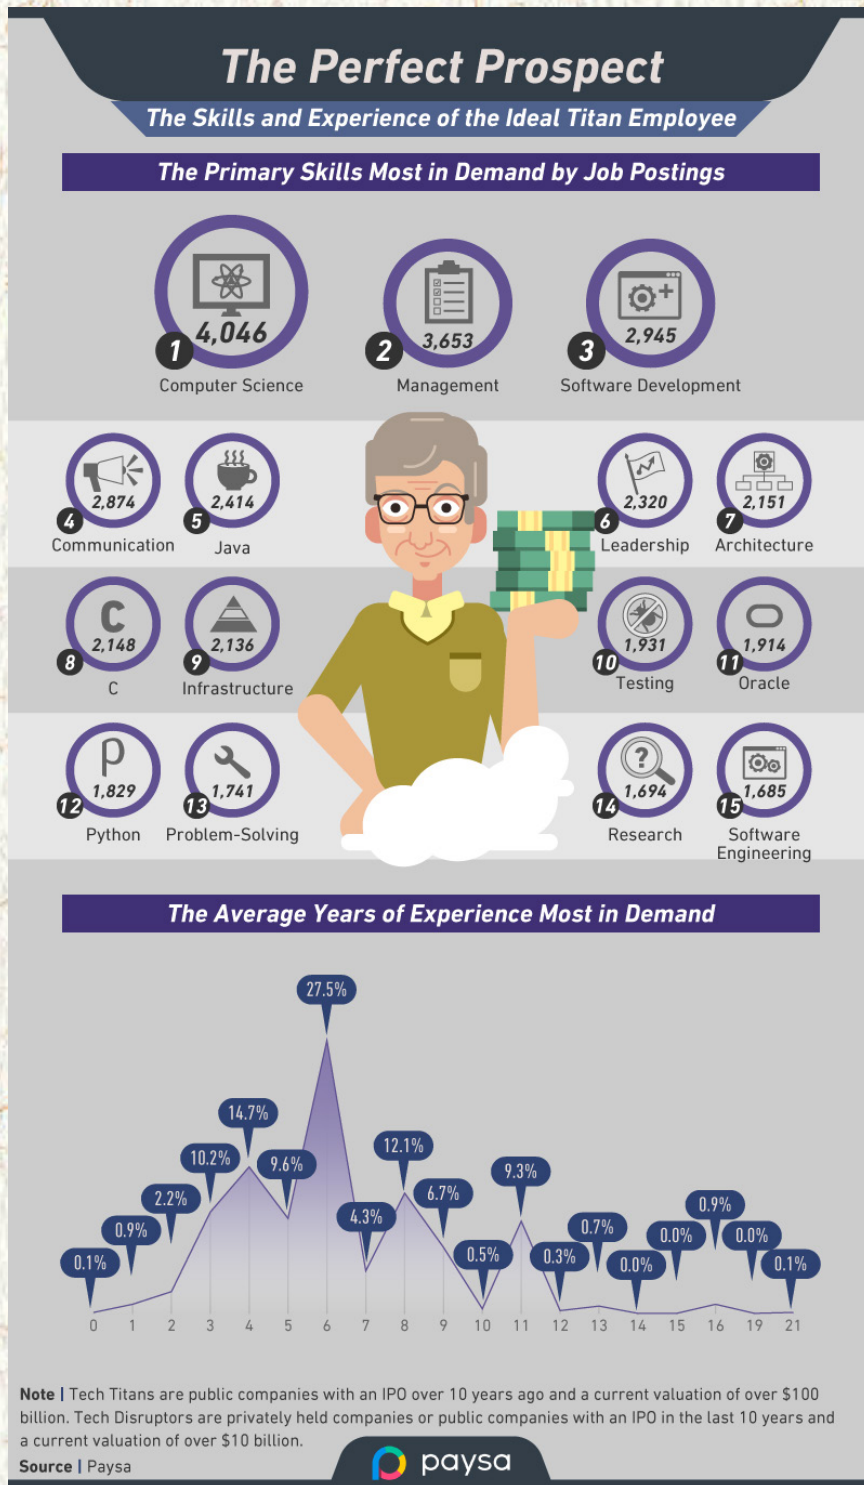 The Perfect Prospect
The Skills and Experience of the Ideal Titan Employee
The Primary Skills Most in Demand by Job Postings
1
4,046
Computer Science
2
3,653
Management
3
2,945
Software Development
4
2,874
Communication
5
2,414
Java
6
2,320
Leadership
7
2,151
Architecture
8
C
2,148
C
9
2,136
Infrastructure
10
1,931
Testing
11
1,914
Oracle
12
p
1,829
Python
13
1,741
Problem-Solving
14
?
1,694
Research
15
1,685
Software
Engineering
The Average Years of Experience Most in Demand
0.1%
0.9%
2.2%
10.2%
14.7%
9.6%
27.5%
4.3%
12.1%
6.7%
0.5%
9.3%
0.3%
0.7%
0.0%
0.0%
0.9%
0.0%
0.1%
0 1 2 3 4 5 6 7 8 9 10 11 12 13 14 15 16 19 21
Note | Tech Titans are public companies with an IPO over 10 years ago and a current valuation of over $100
billion. Tech Disruptors are privately held companies or public companies with an IPO in the last 10 years and
a current valuation of over $10 billion.
Source | Paysa
paysa